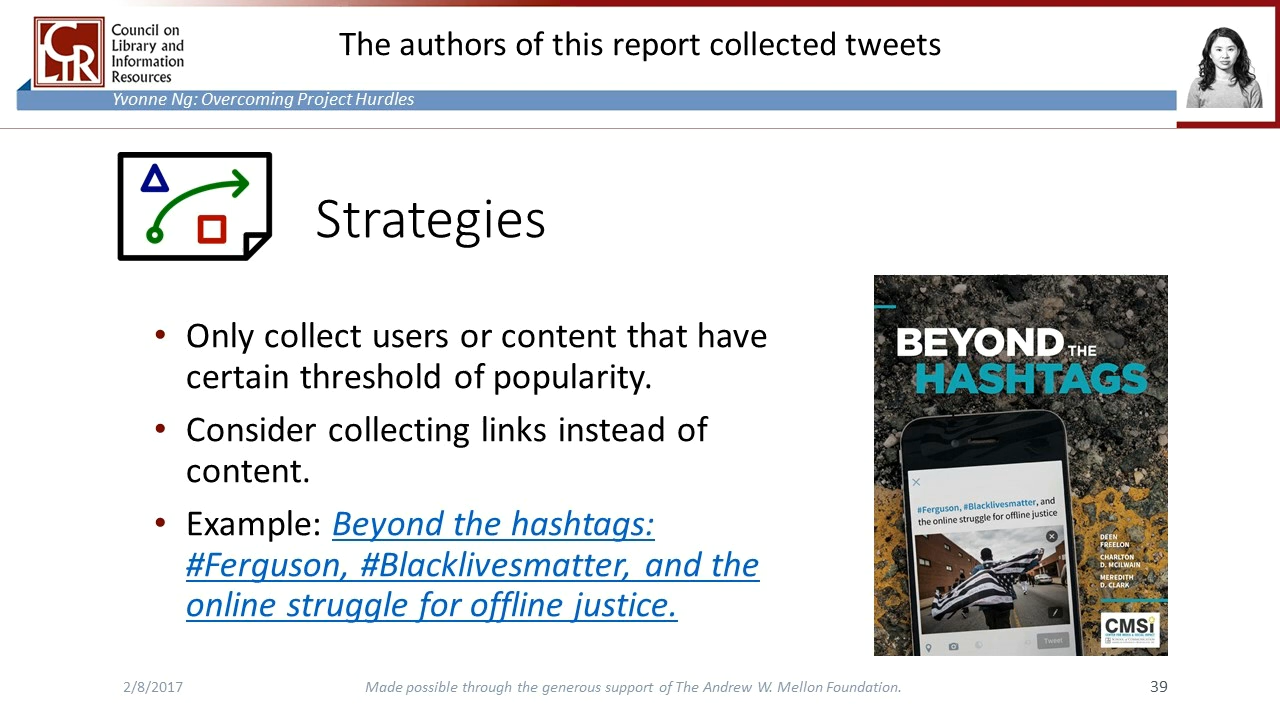 CLIR
Council on
Library and
Information
Resources
The authors of this report collected tweets
Yvonne Ng: Overcoming Project Hurdles
Strategies
• Only collect users or content that have
certain threshold of popularity.
• Consider collecting links instead of
content.
• Example: Beyond the hashtags:
#Ferguson, #Blacklivesmatter, and the
online struggle for offline justice.
BEYOND THE
HASHTAGS
#Ferguson, #Blacklivesmatter, and
the online struggle for offline justice
DEEN
FREELON
CHARLTON
D. MCILWAIN
MEREDITH
D. CLARK
Tweet
CMSi
2/8/2017
Made possible through the generous support of The Andrew W. Mellon Foundation.
39